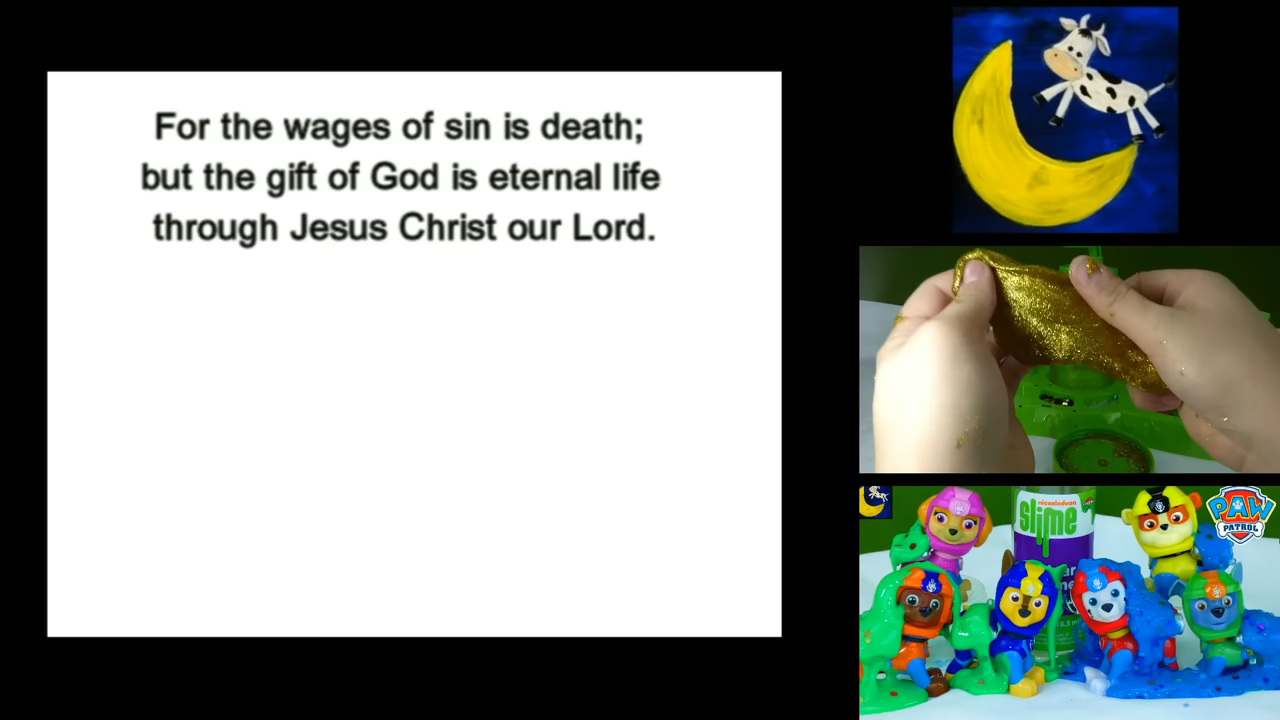 For the wages of sin is death;
but the gift of God is eternal life
through Jesus Christ our Lord.
nickelodeon
slime
PAW
PATROL